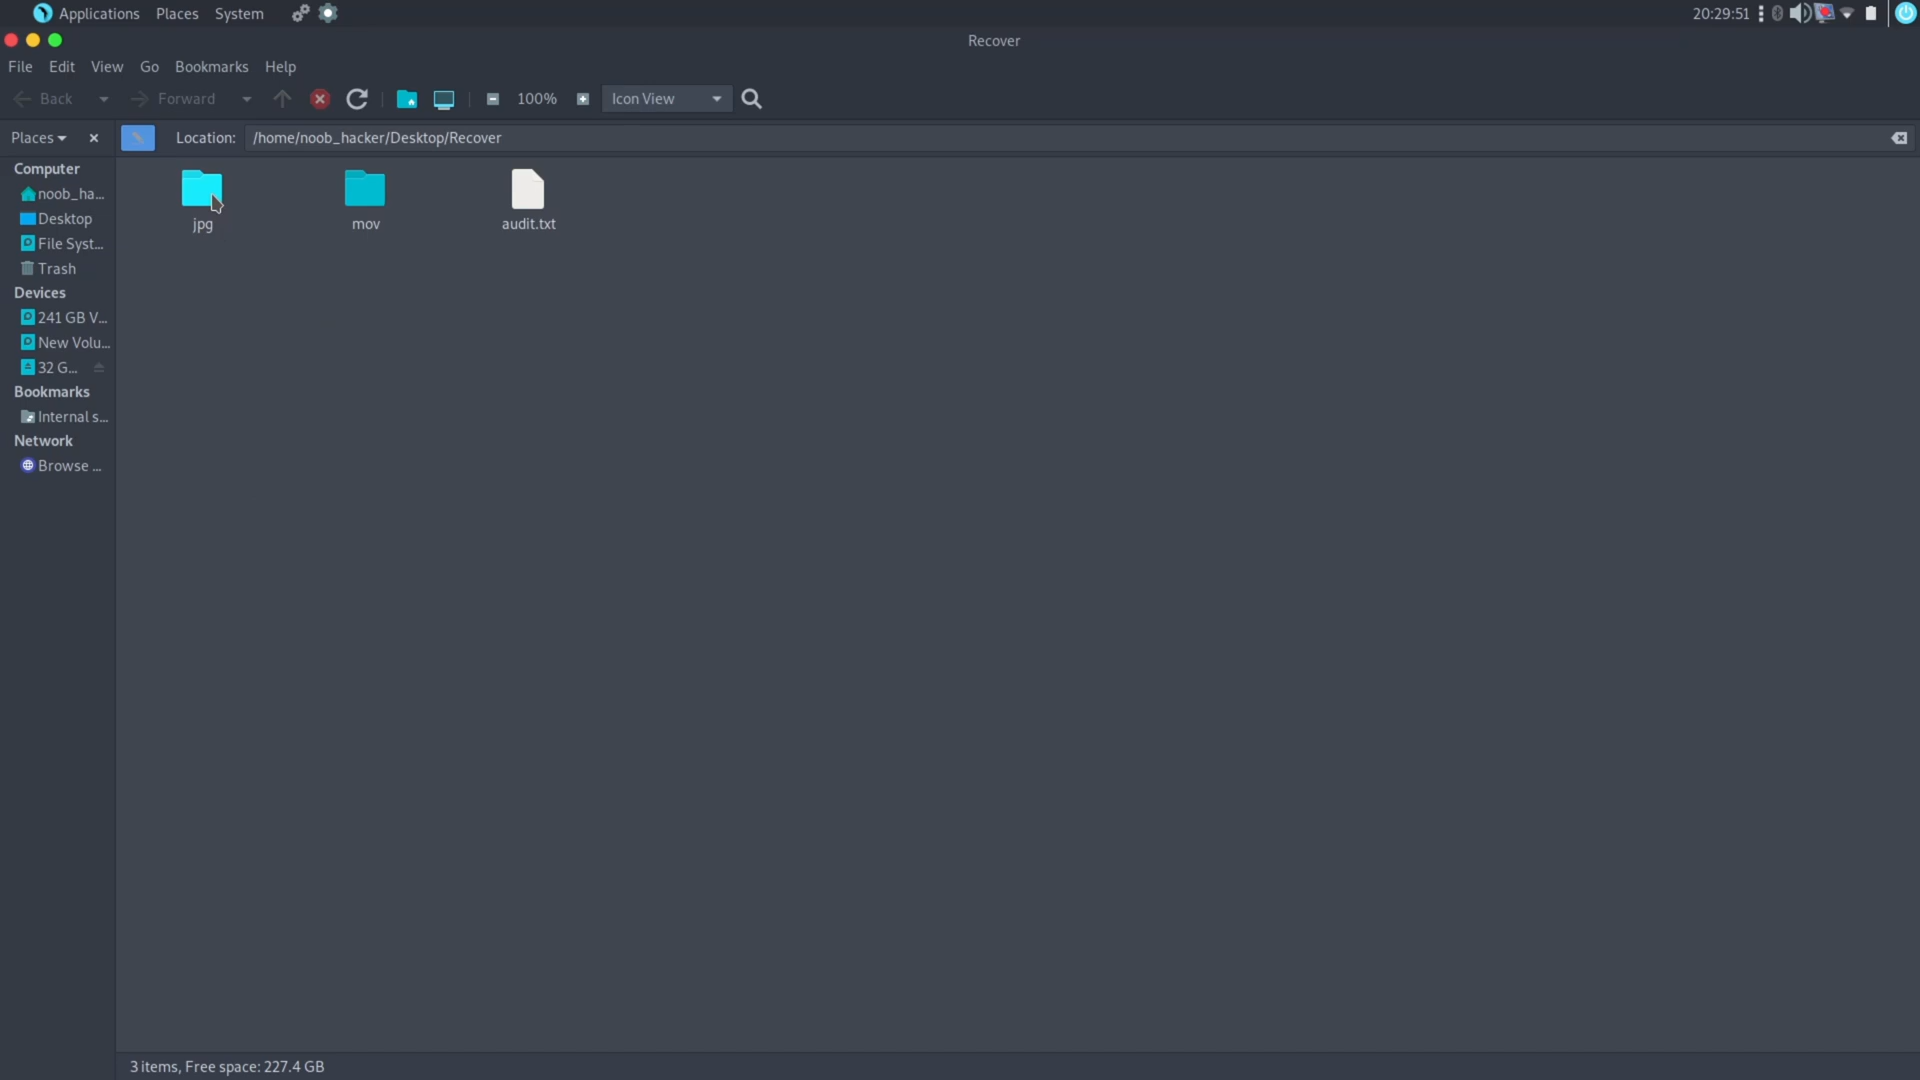 Applications Places System 20:29:51
Recover
File Edit View Go Bookmarks Help
Back Forward 100% Icon View
Places Location: /home/noob_hacker/Desktop/Recover
Computer
noob_ha...
Desktop
File Syst...
Trash
Devices
241 GB V...
New Volu...
32 G...
Bookmarks
Internal s...
Network
Browse ...
jpg mov audit.txt
3 items, Free space: 227.4 GB